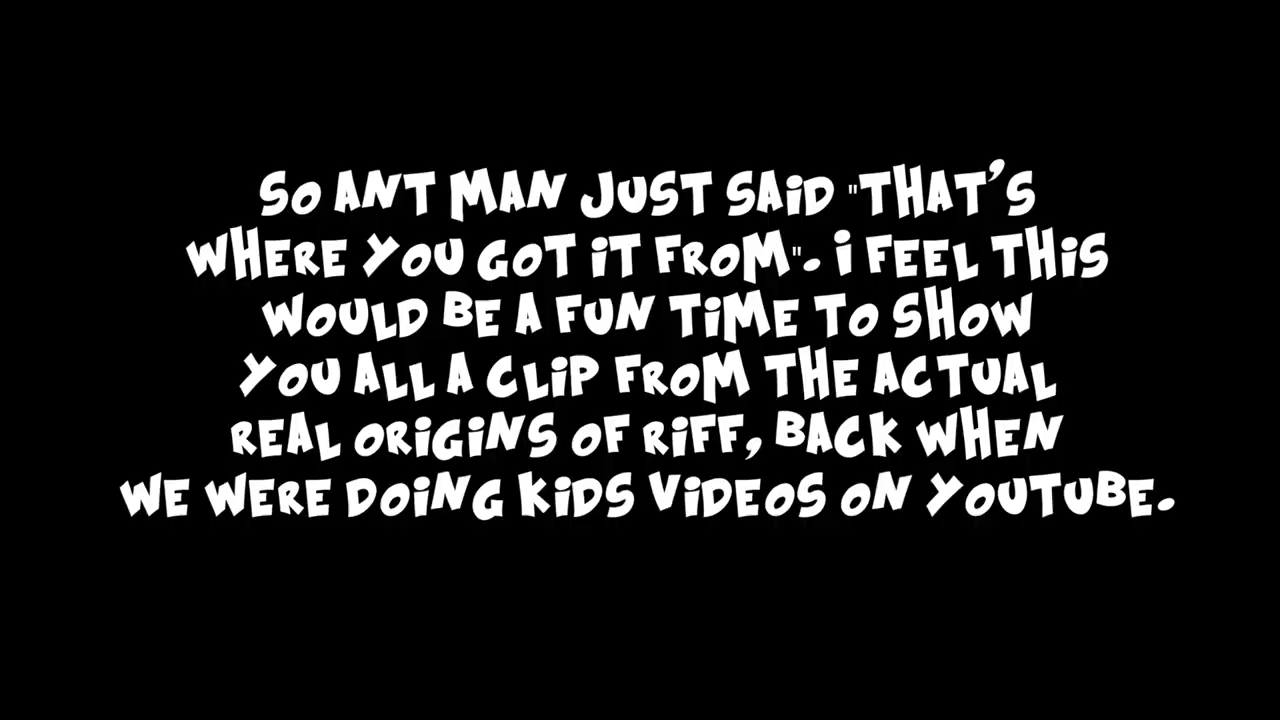 SO ANT MAN JUST SAiD "THAT'S
WHERE YOU GOT iT FROM". i FEEL THiS
WOULD BE A FUN TiME TO SHOW
YOU ALL A CLiP FROM THE ACTUAL
REAL ORiGiNS OF RiFF, BACK WHEN
WE WERE DOiNG KiDS ViDEOS ON YOUTUBE.